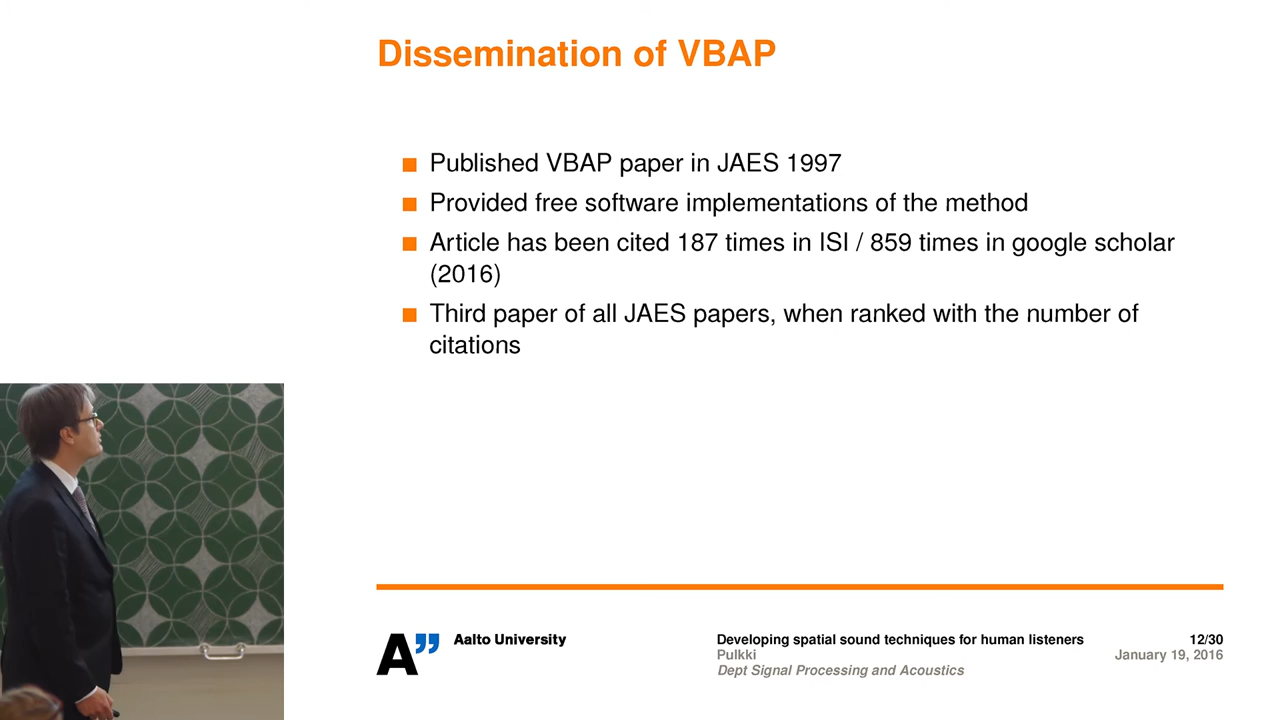 Dissemination of VBAP
Published VBAP paper in JAES 1997
Provided free software implementations of the method
Article has been cited 187 times in ISI / 859 times in google scholar
(2016)
Third paper of all JAES papers, when ranked with the number of
citations
A”
Aalto University
Developing spatial sound techniques for human listeners
12/30
Pulkki
January 19, 2016
Dept Signal Processing and Acoustics